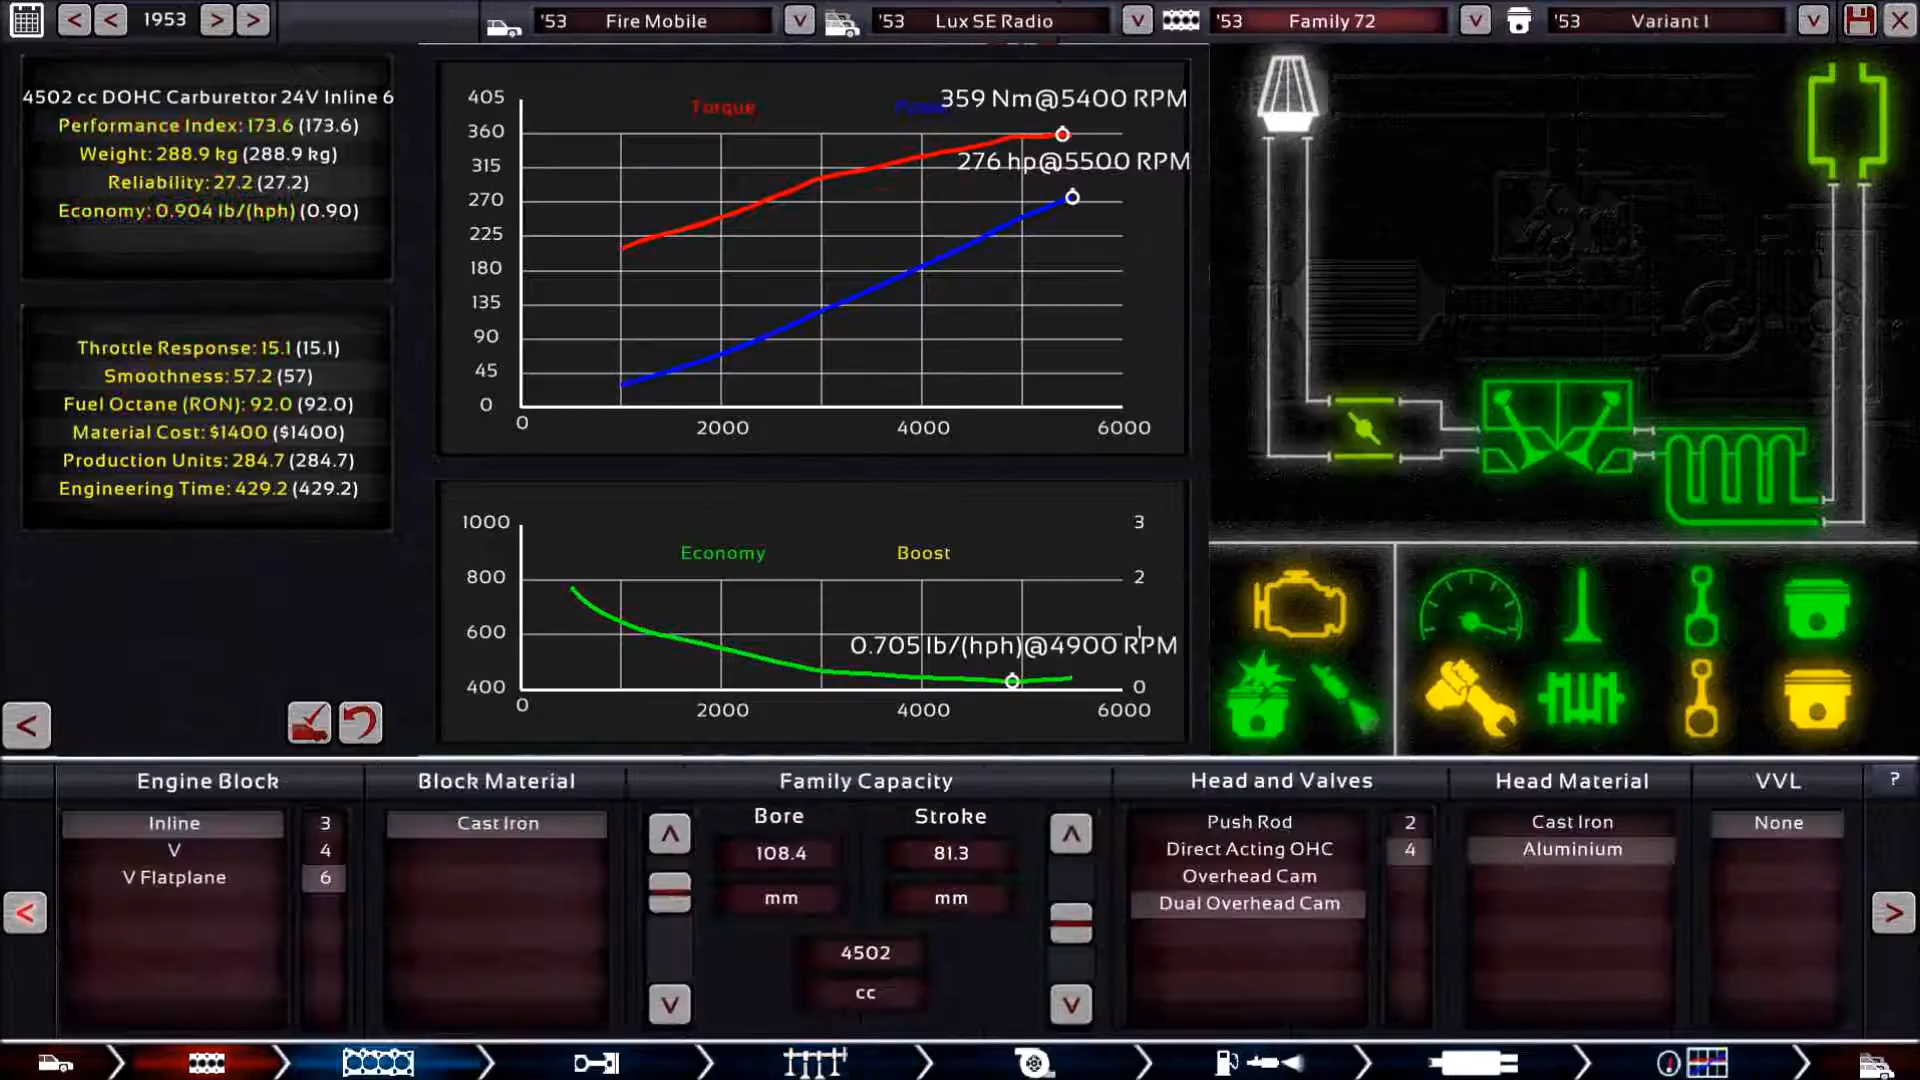 1953
'53 Fire Mobile
'53 Lux SE Radio
'53 Family 72
'53 Variant I
4502 cc DOHC Carburettor 24V Inline 6
Performance Index: 173.6 (173.6)
Weight: 288.9 kg (288.9 kg)
Reliability: 27.2 (27.2)
Economy: 0.904 lb/(hph) (0.90)
Throttle Response: 15.1 (15.1)
Smoothness: 57.2 (57)
Fuel Octane (RON): 92.0 (92.0)
Material Cost: $1400 ($1400)
Production Units: 284.7 (284.7)
Engineering Time: 429.2 (429.2)
Torque
Power
359 Nm@5400 RPM
276 hp@5500 RPM
405
360
315
270
225
180
135
90
45
0
0 2000 4000 6000
Economy Boost
0.705 lb/(hph)@4900 RPM
1000 3
800 2
600 1
400 0
0 2000 4000 6000
Engine Block
Inline 3
V 4
V Flatplane 6
Block Material
Cast Iron
Family Capacity
Bore Stroke
108.4 81.3
mm mm
4502
cc
Head and Valves
Push Rod 2
Direct Acting OHC 4
Overhead Cam
Dual Overhead Cam
Head Material
Cast Iron
Aluminium
VVL
None
?